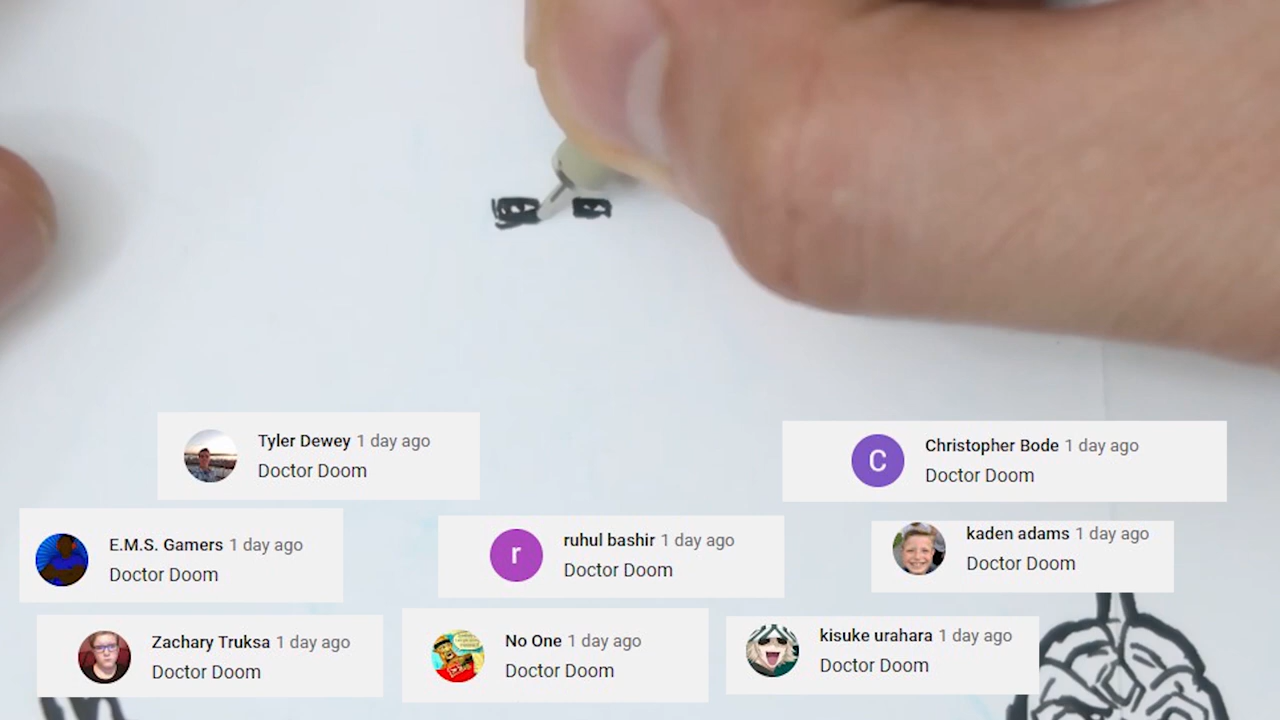 Tyler Dewey 1 day ago
Doctor Doom
C
Christopher Bode 1 day ago
Doctor Doom
E.M.S. Gamers 1 day ago
Doctor Doom
r
ruhul bashir 1 day ago
Doctor Doom
kaden adams 1 day ago
Doctor Doom
Zachary Truksa 1 day ago
Doctor Doom
No One 1 day ago
Doctor Doom
kisuke urahara 1 day ago
Doctor Doom